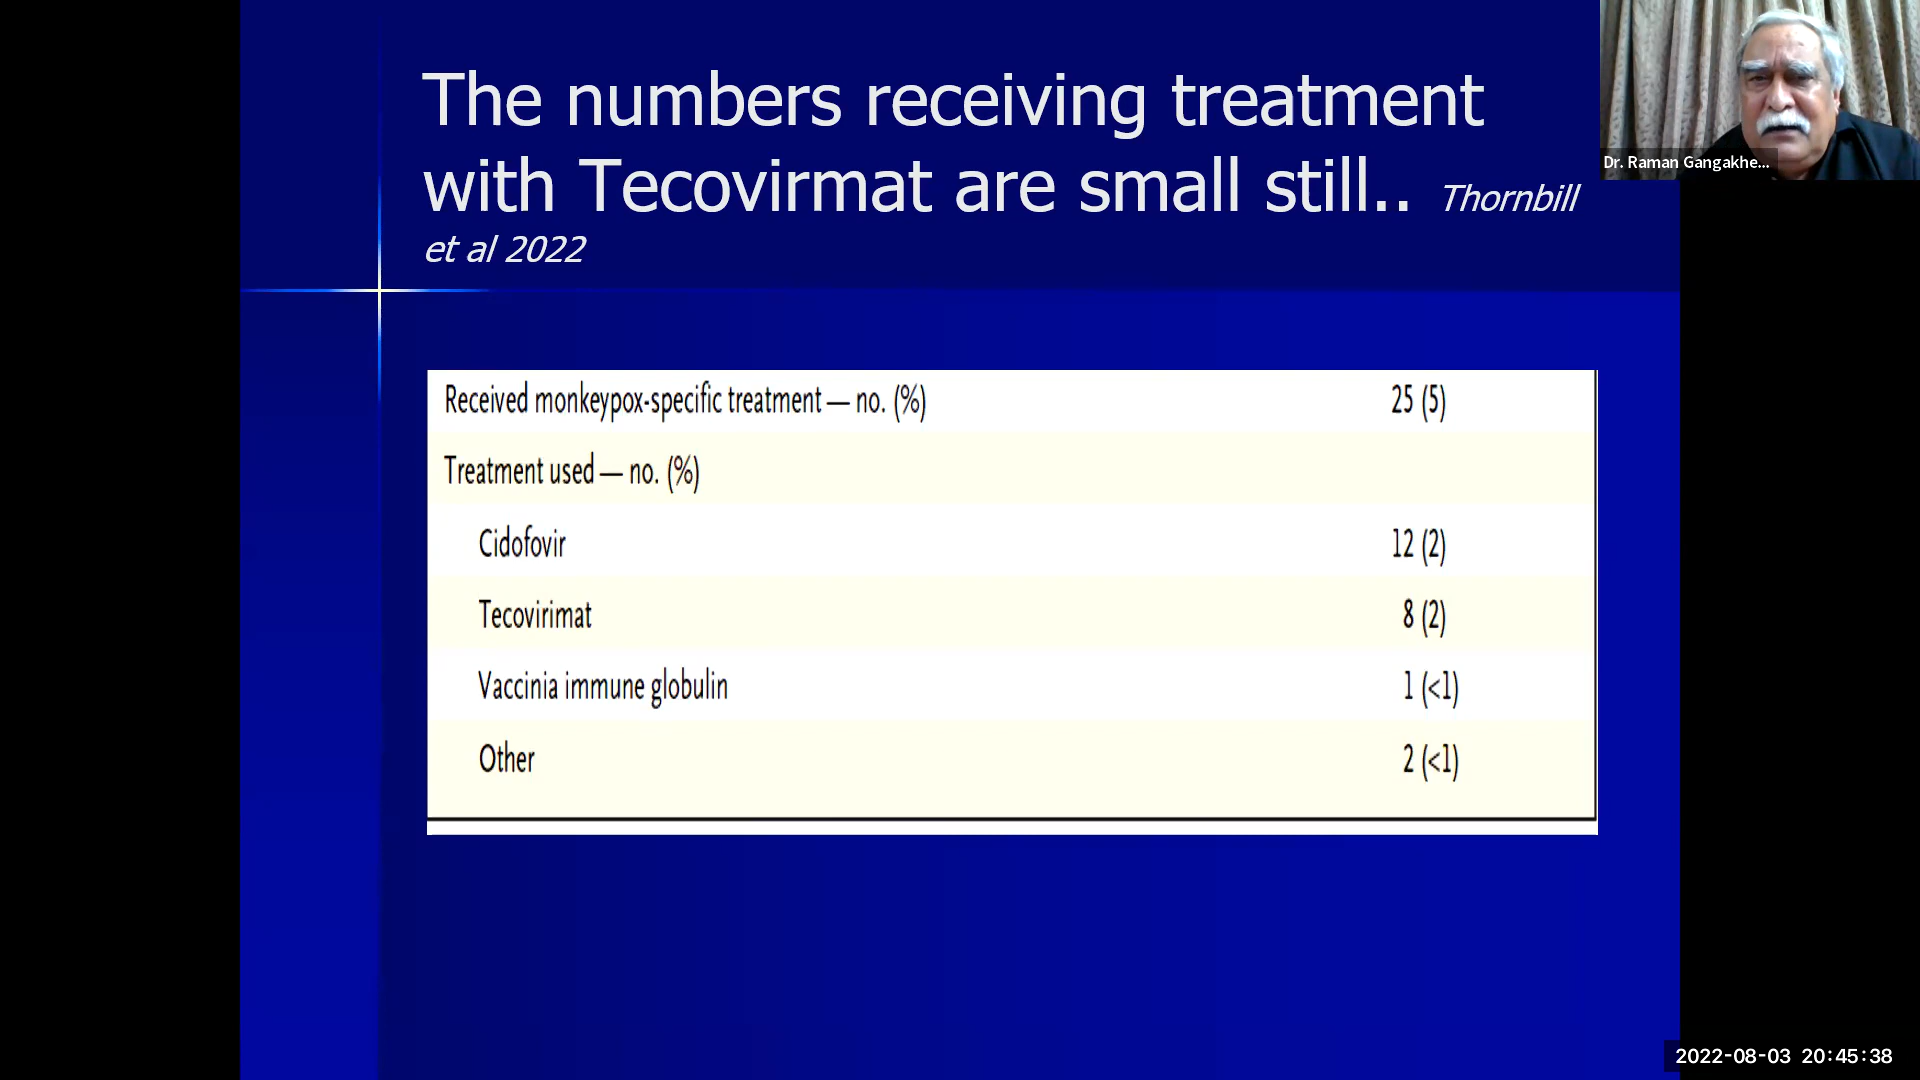 The numbers receiving treatment
with Tecovirmat are small still.. Thornbill
et al 2022
Dr. Raman Gangakhe...
Received monkeypox-specific treatment — no. (%) 25 (5)
Treatment used — no. (%)
Cidofovir 12 (2)
Tecovirimat 8 (2)
Vaccinia immune globulin 1 (<1)
Other 2 (<1)
2022-08-03 20:45:38